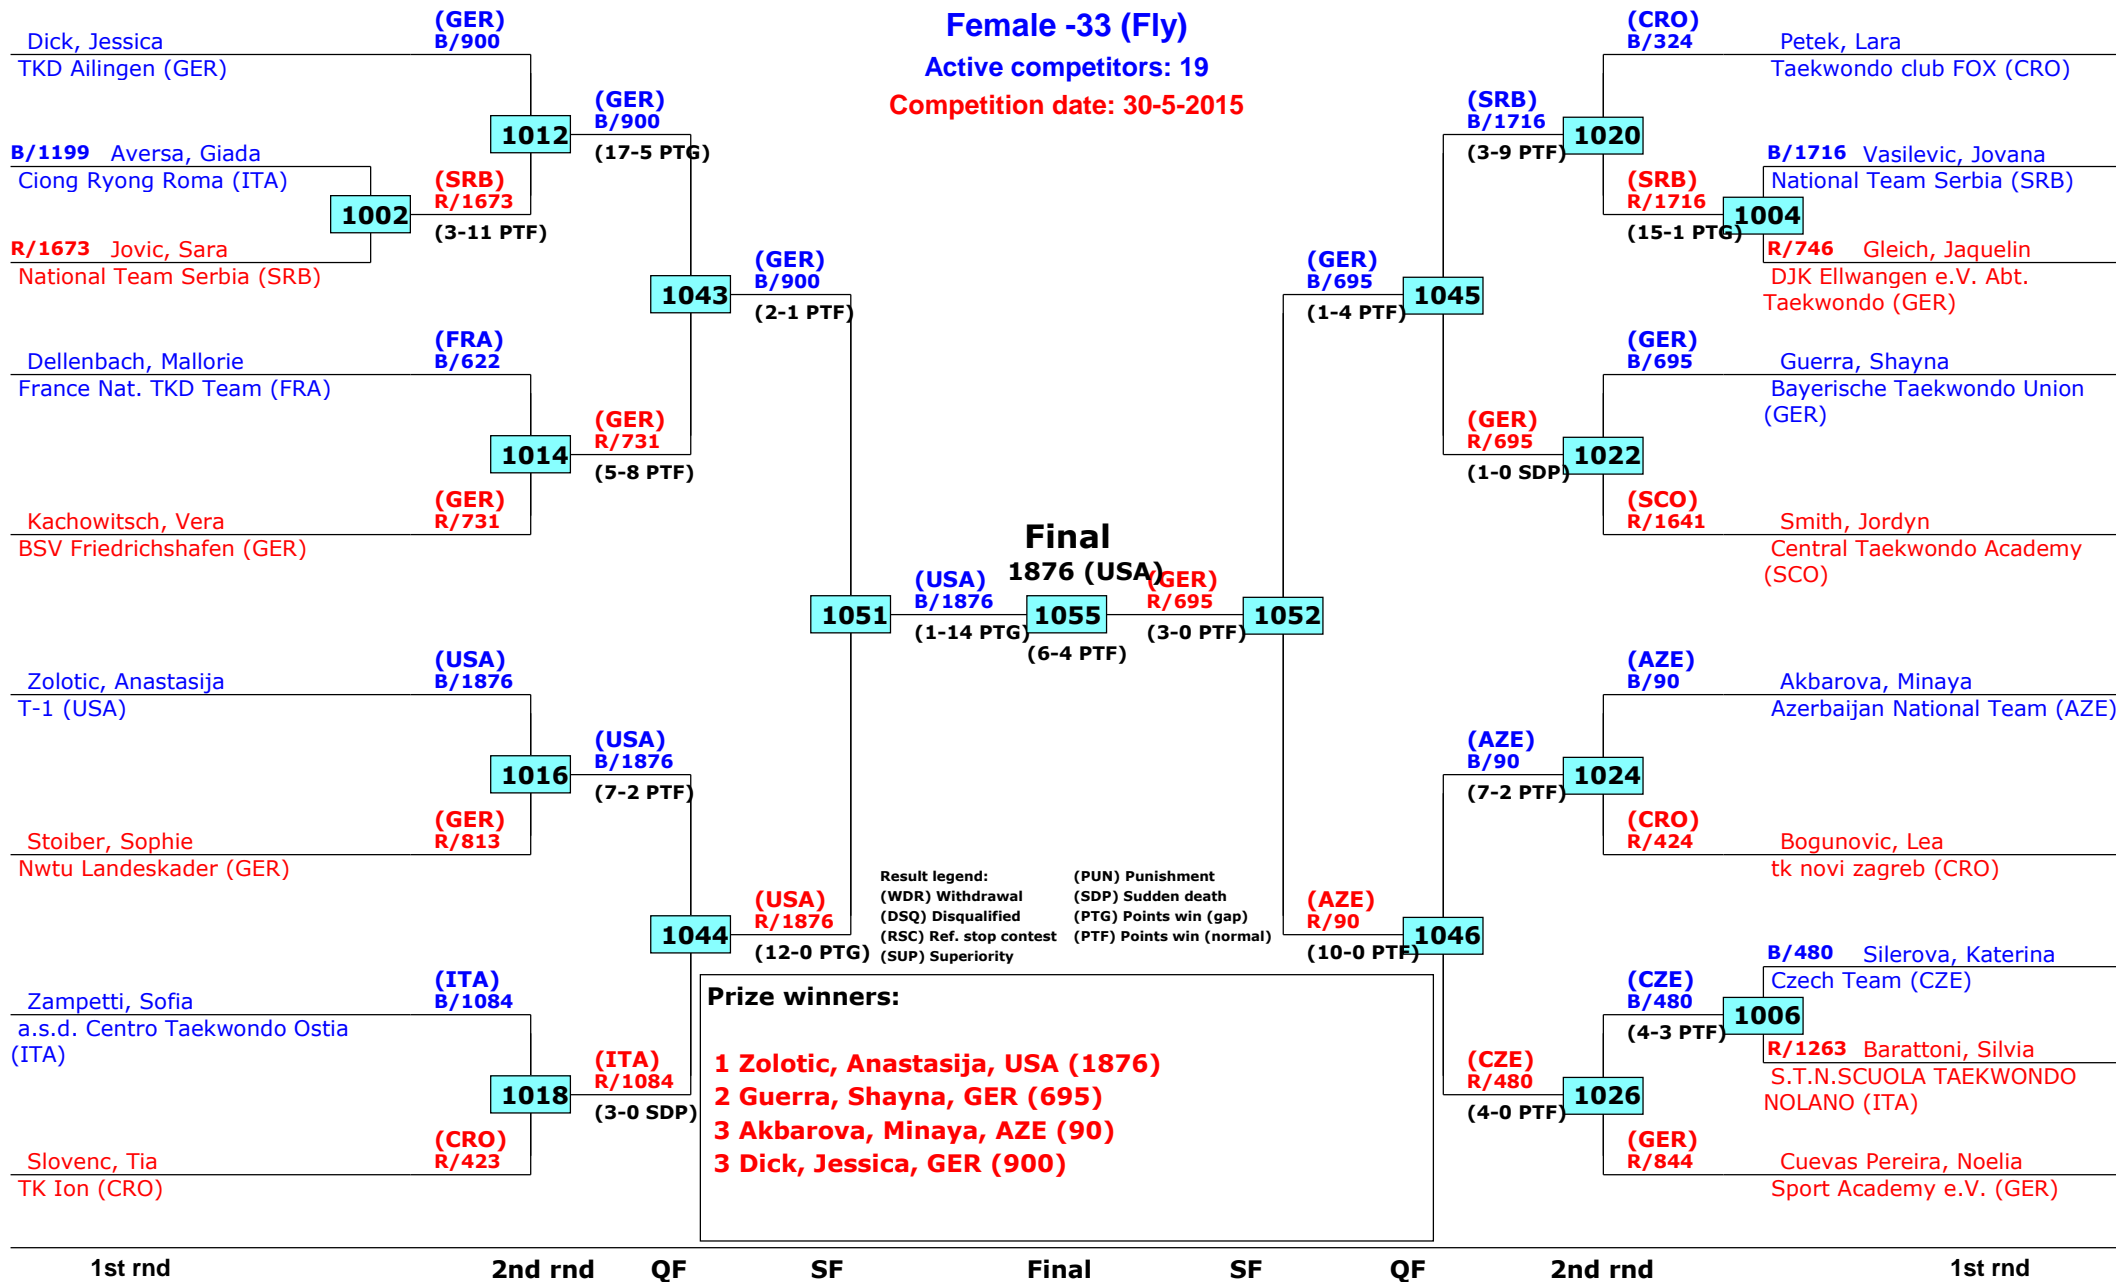 Female -33 (Fly)
Active competitors: 19
Competition date: 30-5-2015
Dick, Jessica
TKD Ailingen (GER)
(GER)
B/900
B/1199 Aversa, Giada
Ciong Ryong Roma (ITA)
R/1673 Jovic, Sara
National Team Serbia (SRB)
1002
(SRB)
R/1673
(3-11 PTF)
1012
(GER)
B/900
(17-5 PTG)
Dellenbach, Mallorie
France Nat. TKD Team (FRA)
(FRA)
B/622
Kachowitsch, Vera
BSV Friedrichshafen (GER)
(GER)
R/731
1014
(GER)
R/731
(5-8 PTF)
1043
(GER)
B/900
(2-1 PTF)
Zolotic, Anastasija
T-1 (USA)
(USA)
B/1876
Stoiber, Sophie
Nwtu Landeskader (GER)
(GER)
R/813
1016
(USA)
B/1876
(7-2 PTF)
Zampetti, Sofia
a.s.d. Centro Taekwondo Ostia
(ITA)
(ITA)
B/1084
Slovenc, Tia
TK Ion (CRO)
(CRO)
R/423
1018
(ITA)
R/1084
(3-0 SDP)
1044
(USA)
R/1876
(12-0 PTG)
1051
(USA)
B/1876
(1-14 PTG)
Final
1876 (USA)
1055
(6-4 PTF)
(GER)
R/695
(3-0 PTF)
1052
(GER)
B/695
(1-4 PTF)
1045
(SRB)
B/1716
(3-9 PTF)
1020
(CRO)
B/324
Petek, Lara
Taekwondo club FOX (CRO)
(SRB)
R/1716
(15-1 PTG)
1004
B/1716 Vasilevic, Jovana
National Team Serbia (SRB)
R/746 Gleich, Jaquelin
DJK Ellwangen e.V. Abt.
Taekwondo (GER)
(GER)
R/695
(1-0 SDP)
1022
(GER)
B/695
Guerra, Shayna
Bayerische Taekwondo Union
(GER)
(SCO)
R/1641
Smith, Jordyn
Central Taekwondo Academy
(SCO)
(AZE)
R/90
(10-0 PTF)
1046
(AZE)
B/90
(7-2 PTF)
1024
(AZE)
B/90
Akbarova, Minaya
Azerbaijan National Team (AZE)
(CRO)
R/424
Bogunovic, Lea
tk novi zagreb (CRO)
(CZE)
R/480
(4-0 PTF)
1026
(CZE)
B/480
(4-3 PTF)
1006
B/480 Silerova, Katerina
Czech Team (CZE)
R/1263 Barattoni, Silvia
S.T.N.SCUOLA TAEKWONDO
NOLANO (ITA)
(GER)
R/844
Cuevas Pereira, Noelia
Sport Academy e.V. (GER)
Result legend:
(WDR) Withdrawal
(DSQ) Disqualified
(RSC) Ref. stop contest
(SUP) Superiority
(PUN) Punishment
(SDP) Sudden death
(PTG) Points win (gap)
(PTF) Points win (normal)
Prize winners:
1 Zolotic, Anastasija, USA (1876)
2 Guerra, Shayna, GER (695)
3 Akbarova, Minaya, AZE (90)
3 Dick, Jessica, GER (900)
1st rnd 2nd rnd QF SF Final SF QF 2nd rnd 1st rnd